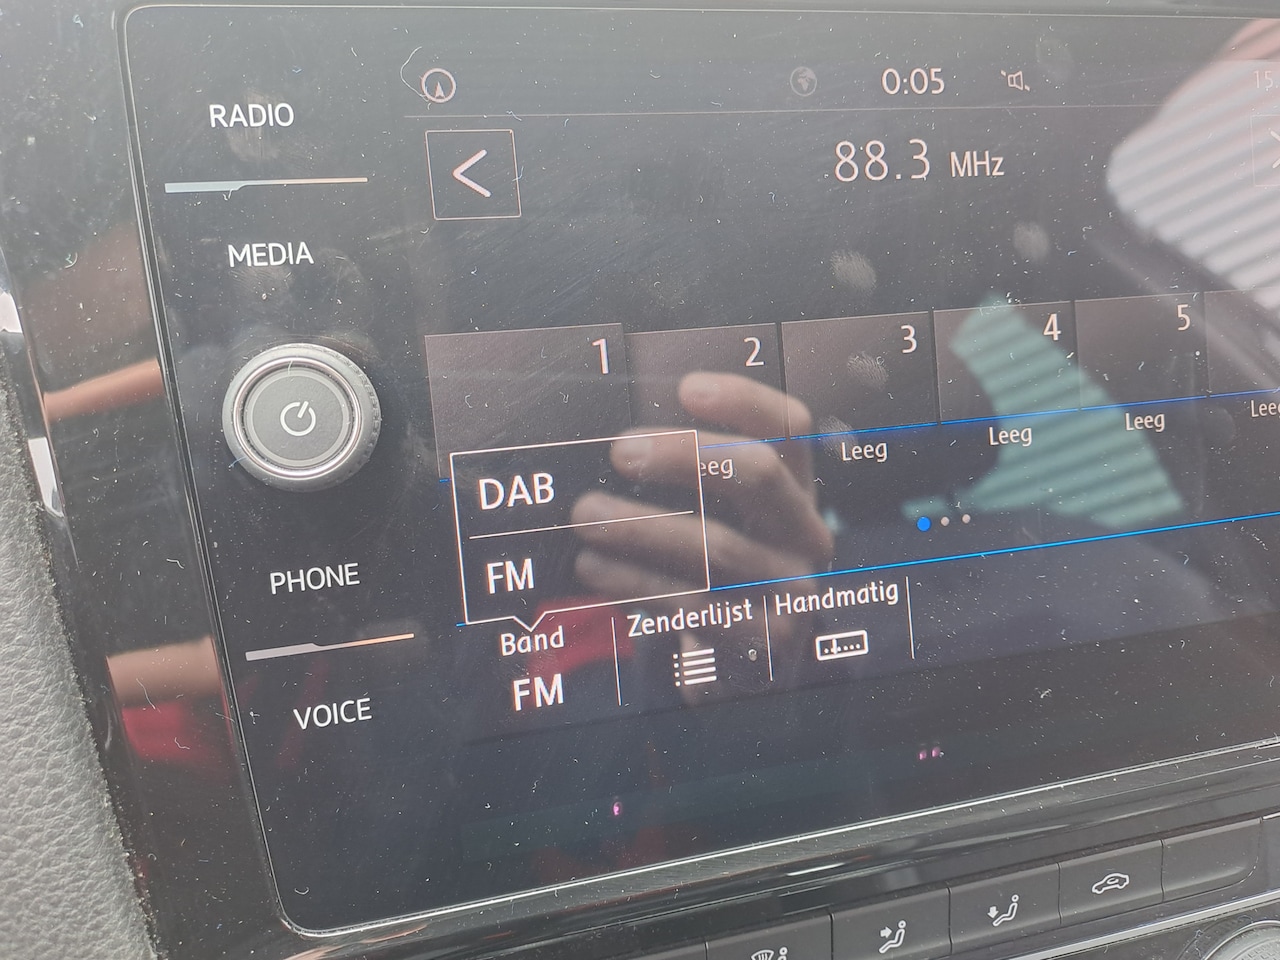 RADIO
0:05
88.3 MHz
MEDIA
1
2
3
4
5
Leeg
Leeg
Leeg
DAB
FM
PHONE
Band
FM
Zenderlijst
Handmatig
VOICE